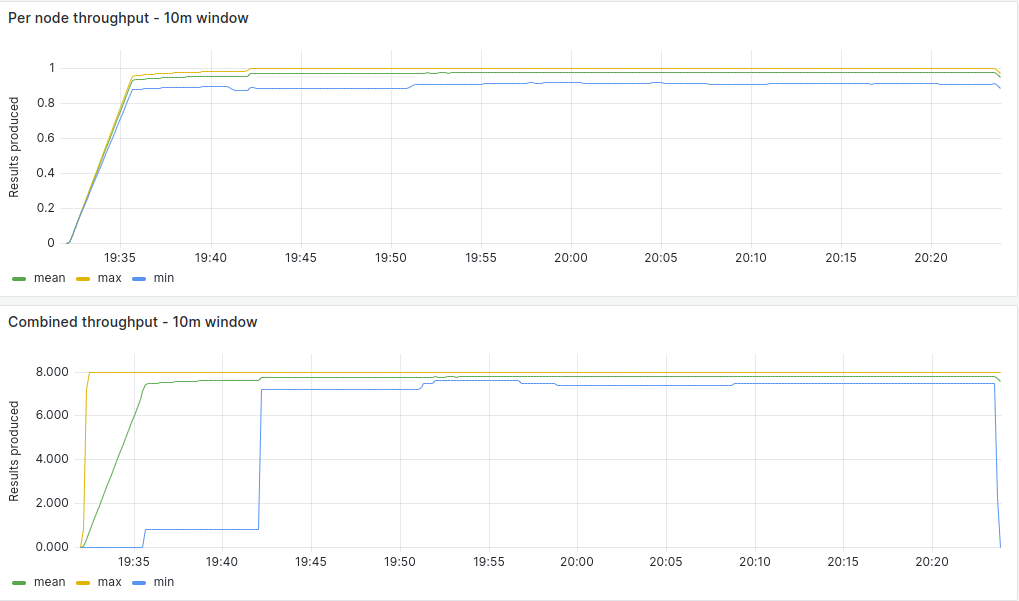 Per node throughput - 10m window
Results produced
1
0.8
0.6
0.4
0.2
0
19:35 19:40 19:45 19:50 19:55 20:00 20:05 20:10 20:15 20:20
mean max min
Combined throughput - 10m window
Results produced
8.000
6.000
4.000
2.000
0.000
19:35 19:40 19:45 19:50 19:55 20:00 20:05 20:10 20:15 20:20
mean max min